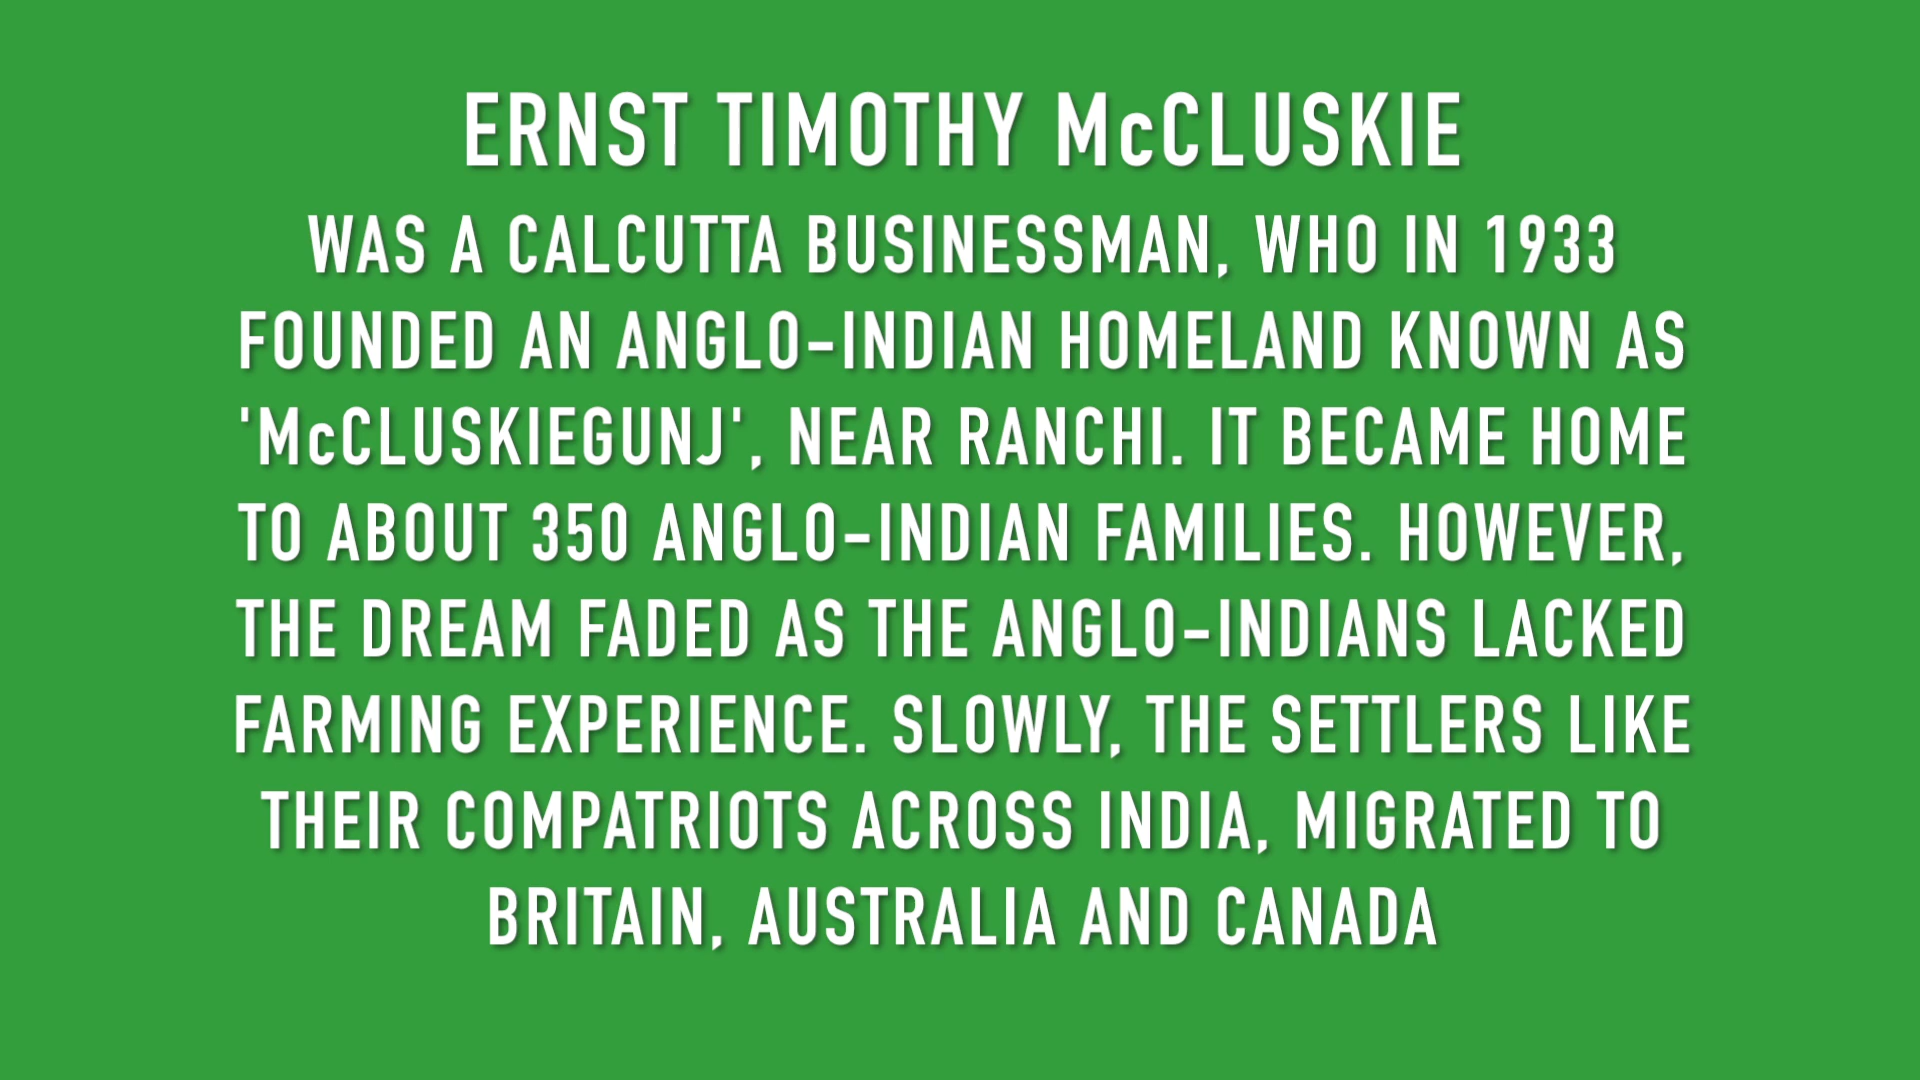 ERNST TIMOTHY McCLUSKIE
WAS A CALCUTTA BUSINESSMAN, WHO IN 1933
FOUNDED AN ANGLO-INDIAN HOMELAND KNOWN AS
'McCLUSKIEGUNJ', NEAR RANCHI. IT BECAME HOME
TO ABOUT 350 ANGLO-INDIAN FAMILIES. HOWEVER,
THE DREAM FADED AS THE ANGLO-INDIANS LACKED
FARMING EXPERIENCE. SLOWLY, THE SETTLERS LIKE
THEIR COMPATRIOTS ACROSS INDIA, MIGRATED TO
BRITAIN, AUSTRALIA AND CANADA